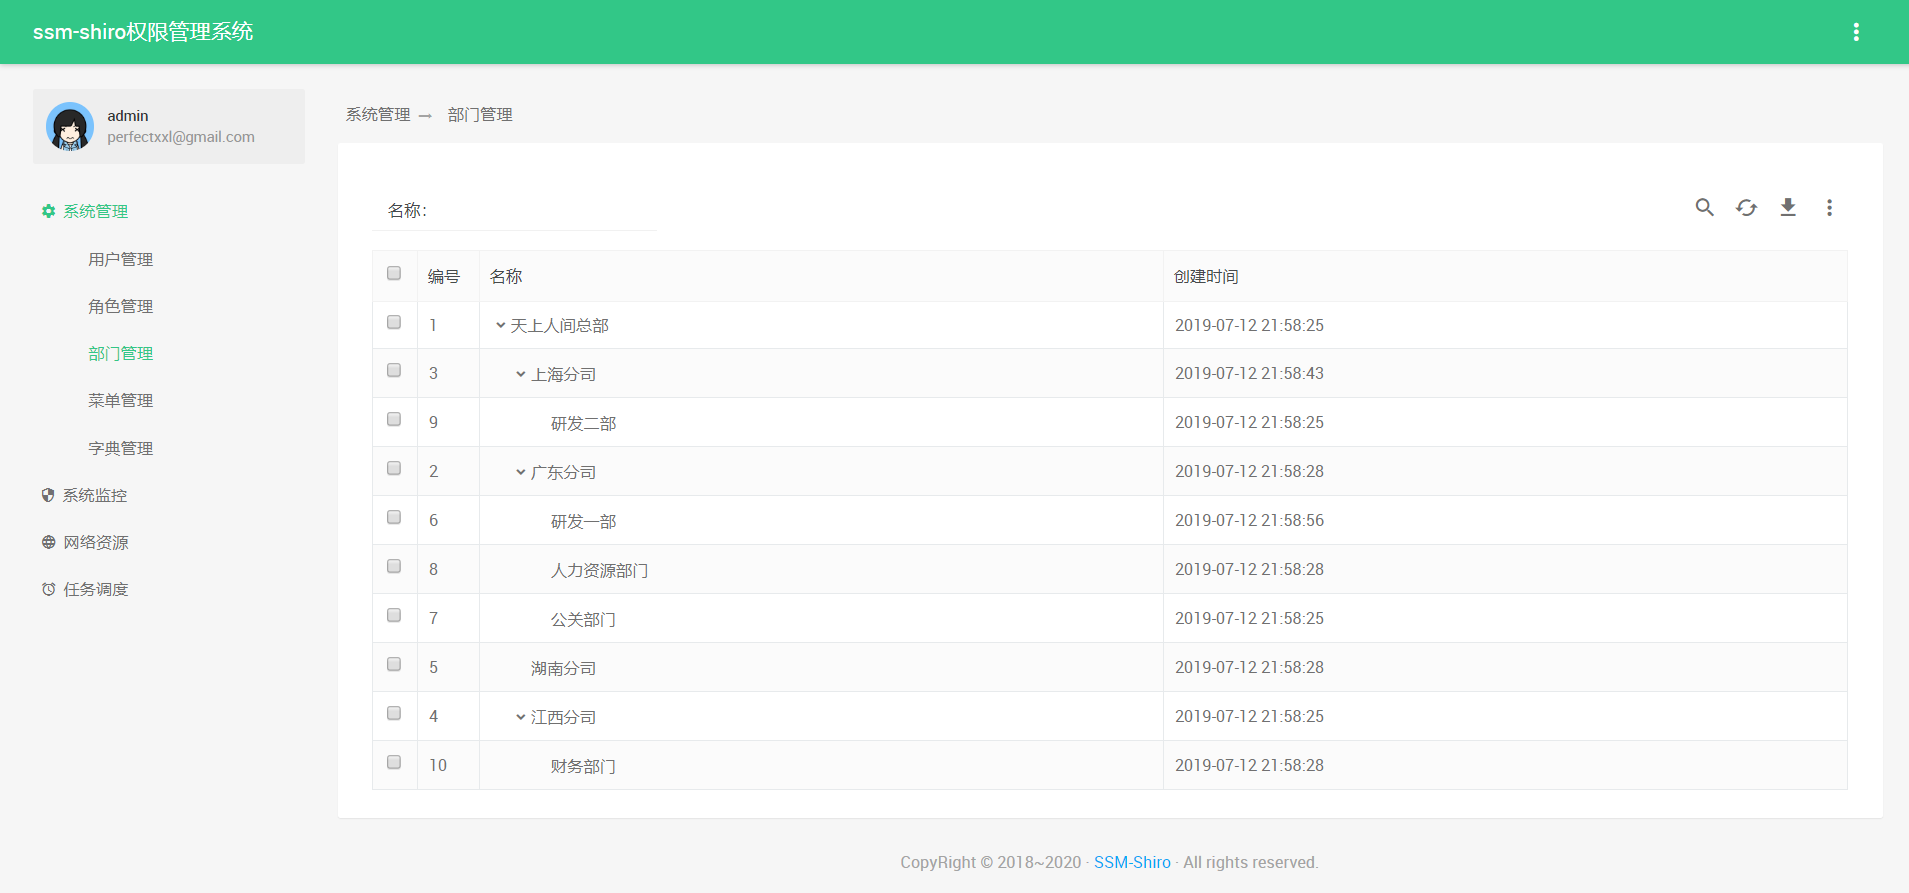 ssm-shiro权限管理系统
admin
perfectxxl@gmail.com
系统管理
用户管理
角色管理
部门管理
菜单管理
字典管理
系统监控
网络资源
任务调度
系统管理 → 部门管理
名称：
编号 名称 创建时间
1 天上人间总部 2019-07-12 21:58:25
3 上海分司 2019-07-12 21:58:43
9 研发二部 2019-07-12 21:58:25
2 广东分司 2019-07-12 21:58:28
6 研发一部 2019-07-12 21:58:56
8 人力资源部门 2019-07-12 21:58:28
7 公关部门 2019-07-12 21:58:25
5 湖南分司 2019-07-12 21:58:28
4 江西分司 2019-07-12 21:58:25
10 财务部门 2019-07-12 21:58:28
CopyRight © 2018~2020 · SSM-Shiro · All rights reserved.